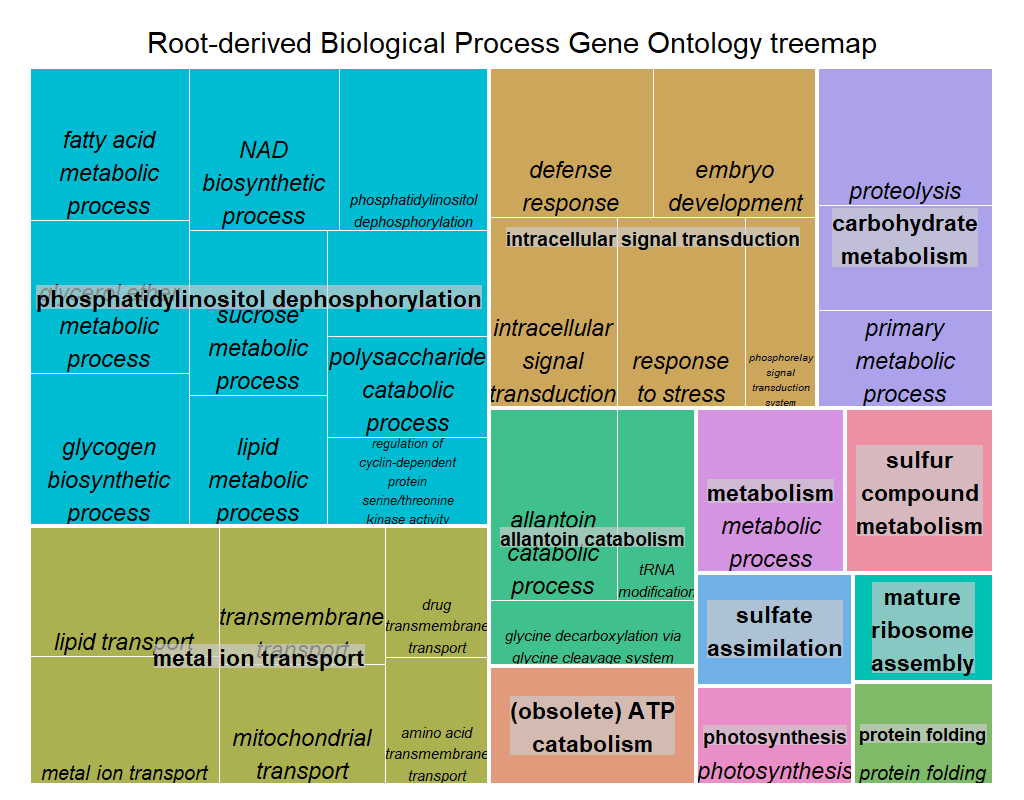 Root-derived Biological Process Gene Ontology treemap
fatty acid
metabolic
process
NAD
biosynthetic
process
phosphatidylinositol
dephosphorylation
glycerol ether
metabolic
process
phosphatidylinositol dephosphorylation
sucrose
metabolic
process
polysaccharide
catabolic
process
glycogen
biosynthetic
process
lipid
metabolic
process
regulation of
cyclin-dependent
protein
serine/threonine
kinase activity
defense
response
embryo
development
intracellular signal transduction
intracellular
signal
transduction
response
to stress
phosphorelay
signal
transduction
system
proteolysis
carbohydrate
metabolism
primary
metabolic
process
lipid transport
transmembrane
transport
drug
transmembrane
transport
metal ion transport
metal ion transport
mitochondrial
transport
amino acid
transmembrane
transport
allantoin
catabolic
process
allantoin catabolism
tRNA
modification
glycine decarboxylation via
glycine cleavage system
(obsolete) ATP
catabolism
metabolism
metabolic
process
sulfur
compound
metabolism
sulfate
assimilation
mature
ribosome
assembly
photosynthesis
photosynthesis
protein folding
protein folding